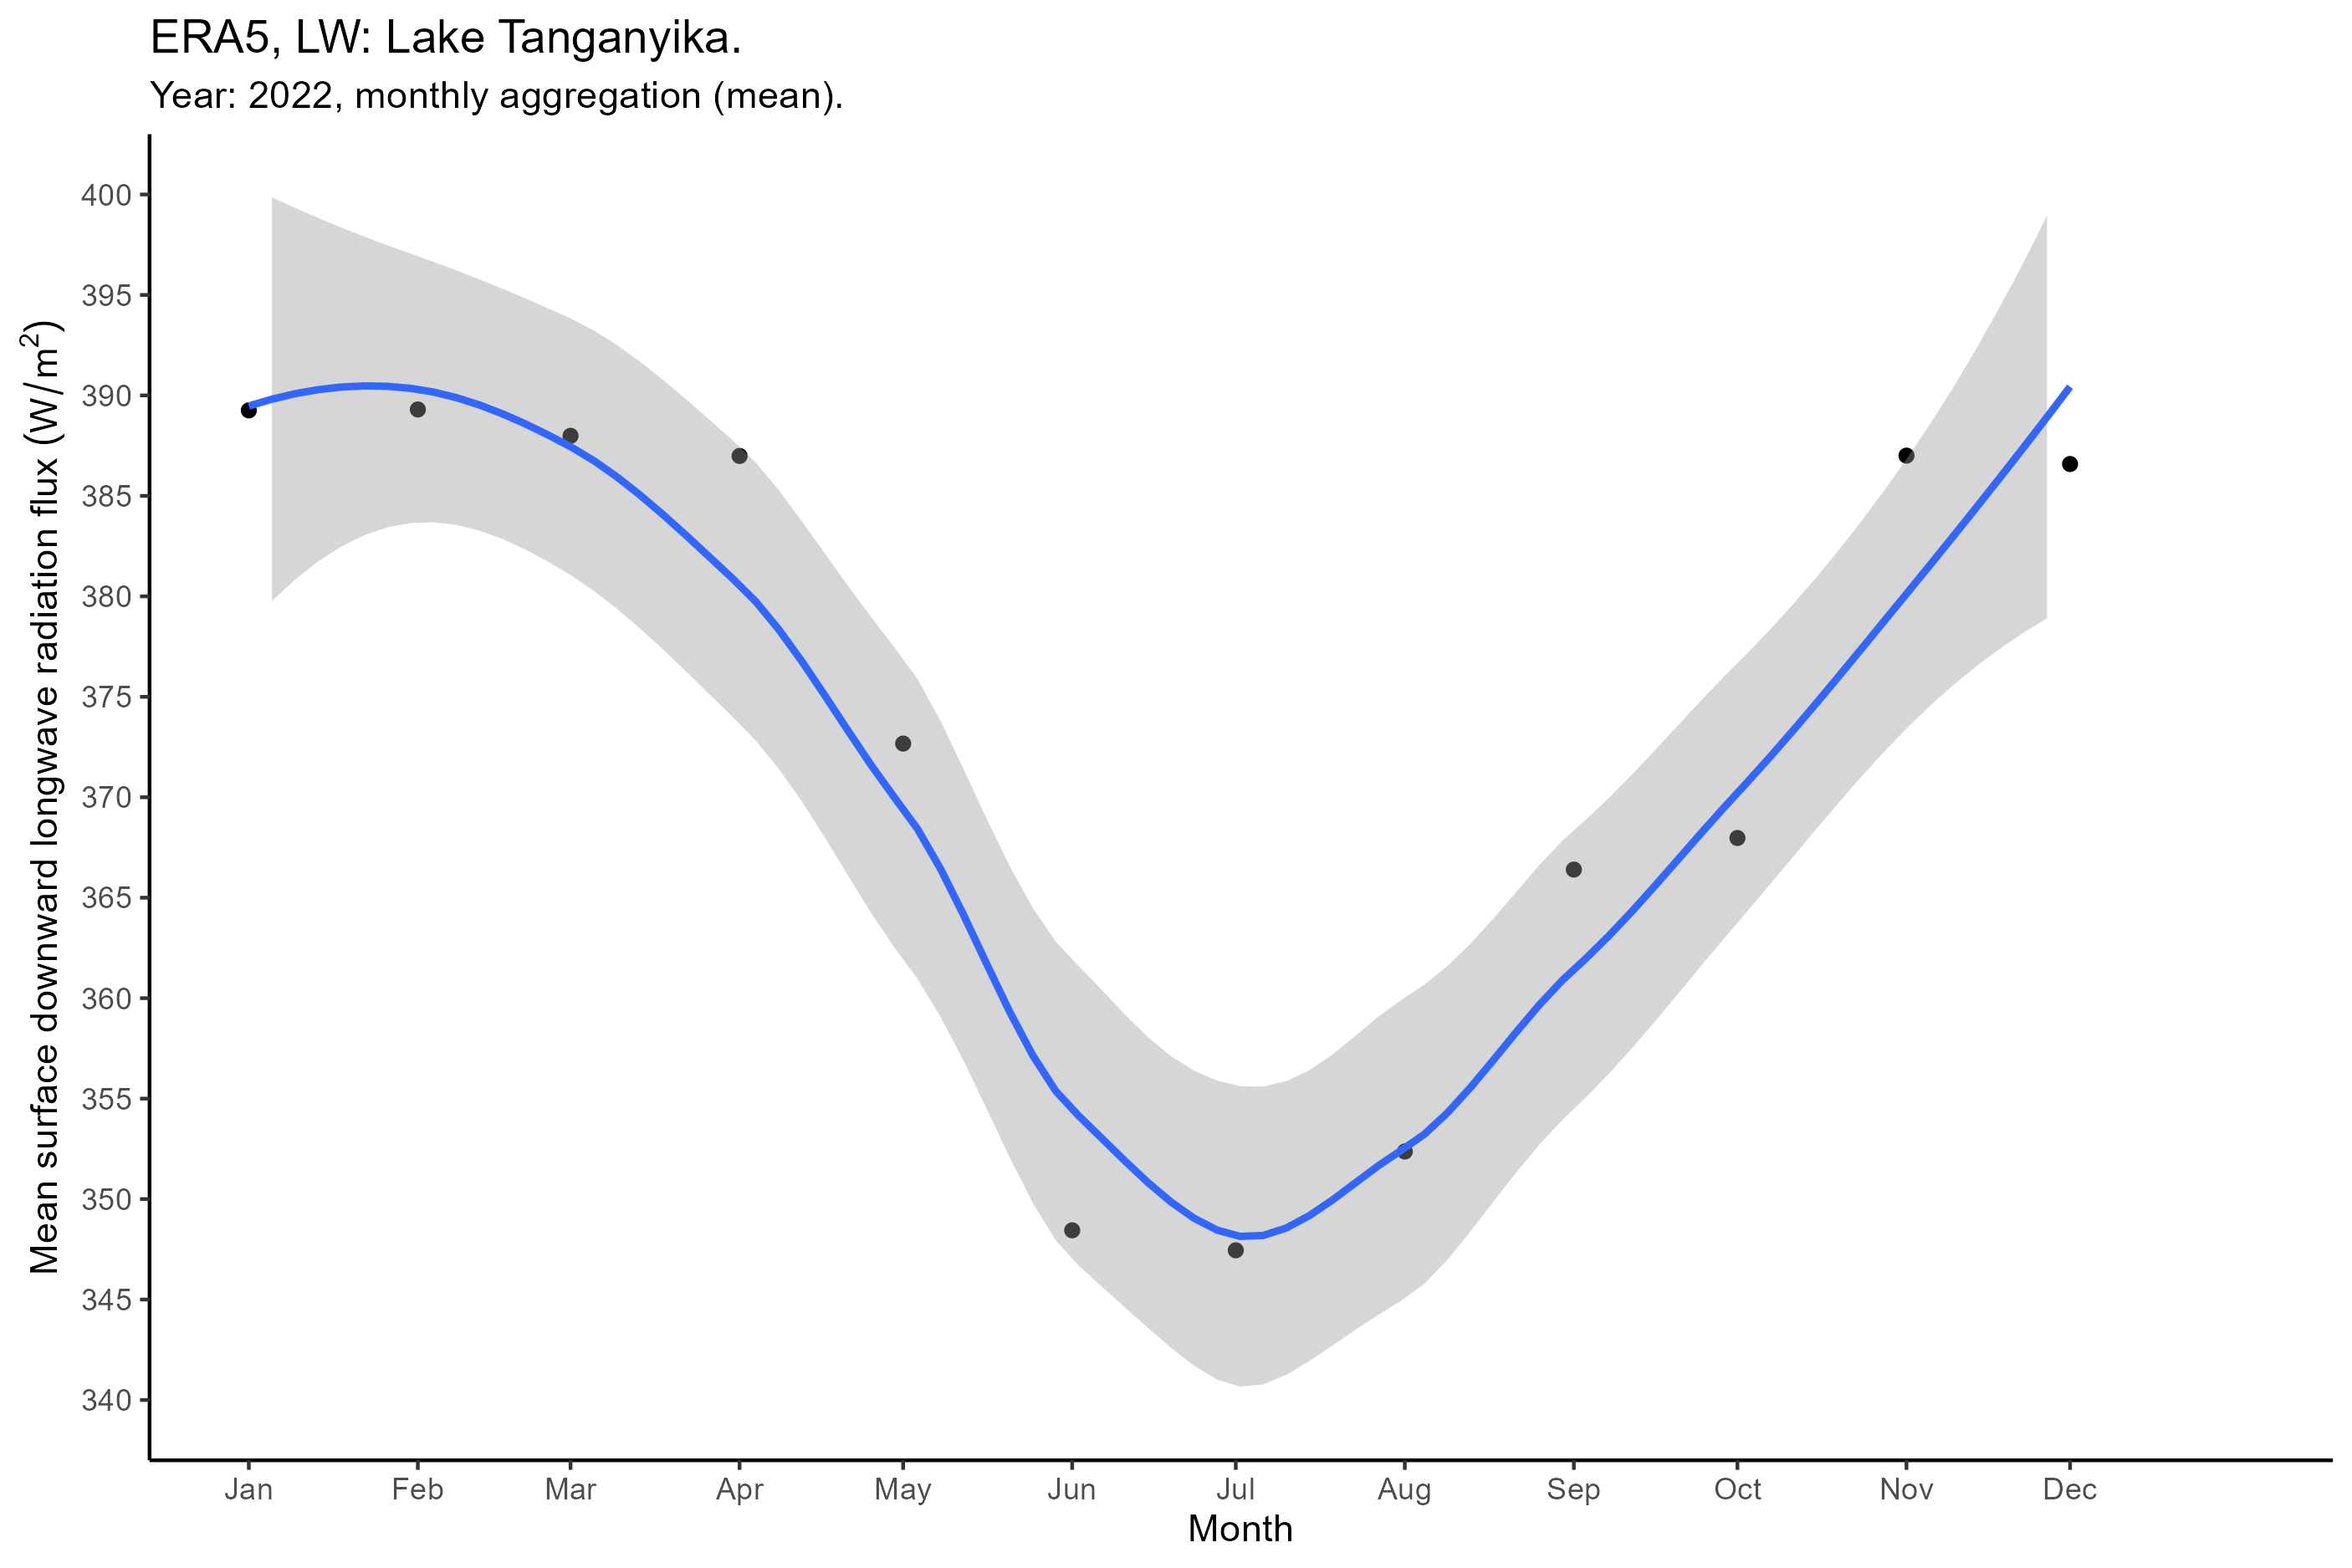 ERA5, LW: Lake Tanganyika.
Year: 2022, monthly aggregation (mean).
Mean surface downward longwave radiation flux (W/m²)
400
395
390
385
380
375
370
365
360
355
350
345
340
Jan Feb Mar Apr May Jun Jul Aug Sep Oct Nov Dec
Month